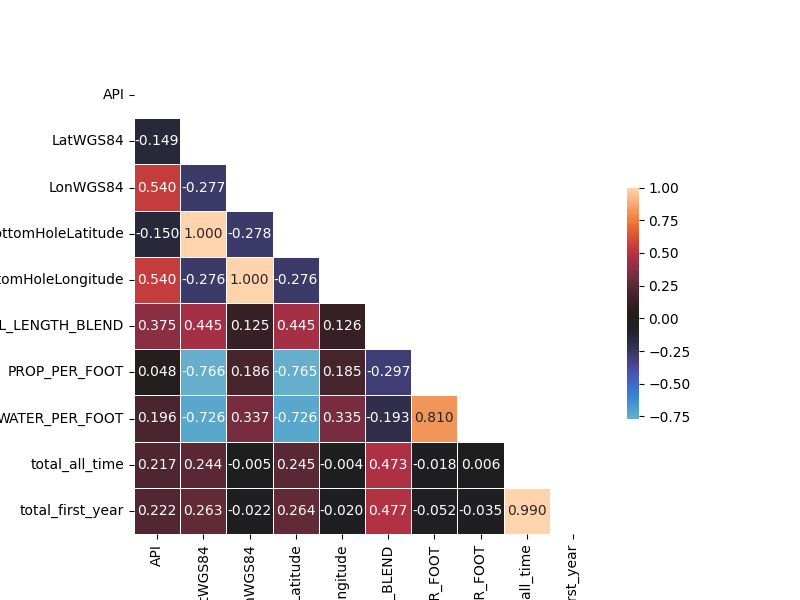 API
LatWGS84
-0.149
LonWGS84
0.540 -0.277
ottomHoleLatitude
-0.150 1.000 -0.278
tomHoleLongitude
0.540 -0.276 1.000 -0.276
L_LENGTH_BLEND
0.375 0.445 0.125 0.445 0.126
PROP_PER_FOOT
0.048 -0.766 0.186 -0.765 0.185 -0.297
WATER_PER_FOOT
0.196 -0.726 0.337 -0.726 0.335 -0.193 0.810
total_all_time
0.217 0.244 -0.005 0.245 -0.004 0.473 -0.018 0.006
total_first_year
0.222 0.263 -0.022 0.264 -0.020 0.477 -0.052 -0.035 0.990
API
tWGS84
nWGS84
Latitude
ngitude
_BLEND
R_FOOT
R_FOOT
all_time
rst_year
1.00
0.75
0.50
0.25
0.00
−0.25
−0.50
−0.75